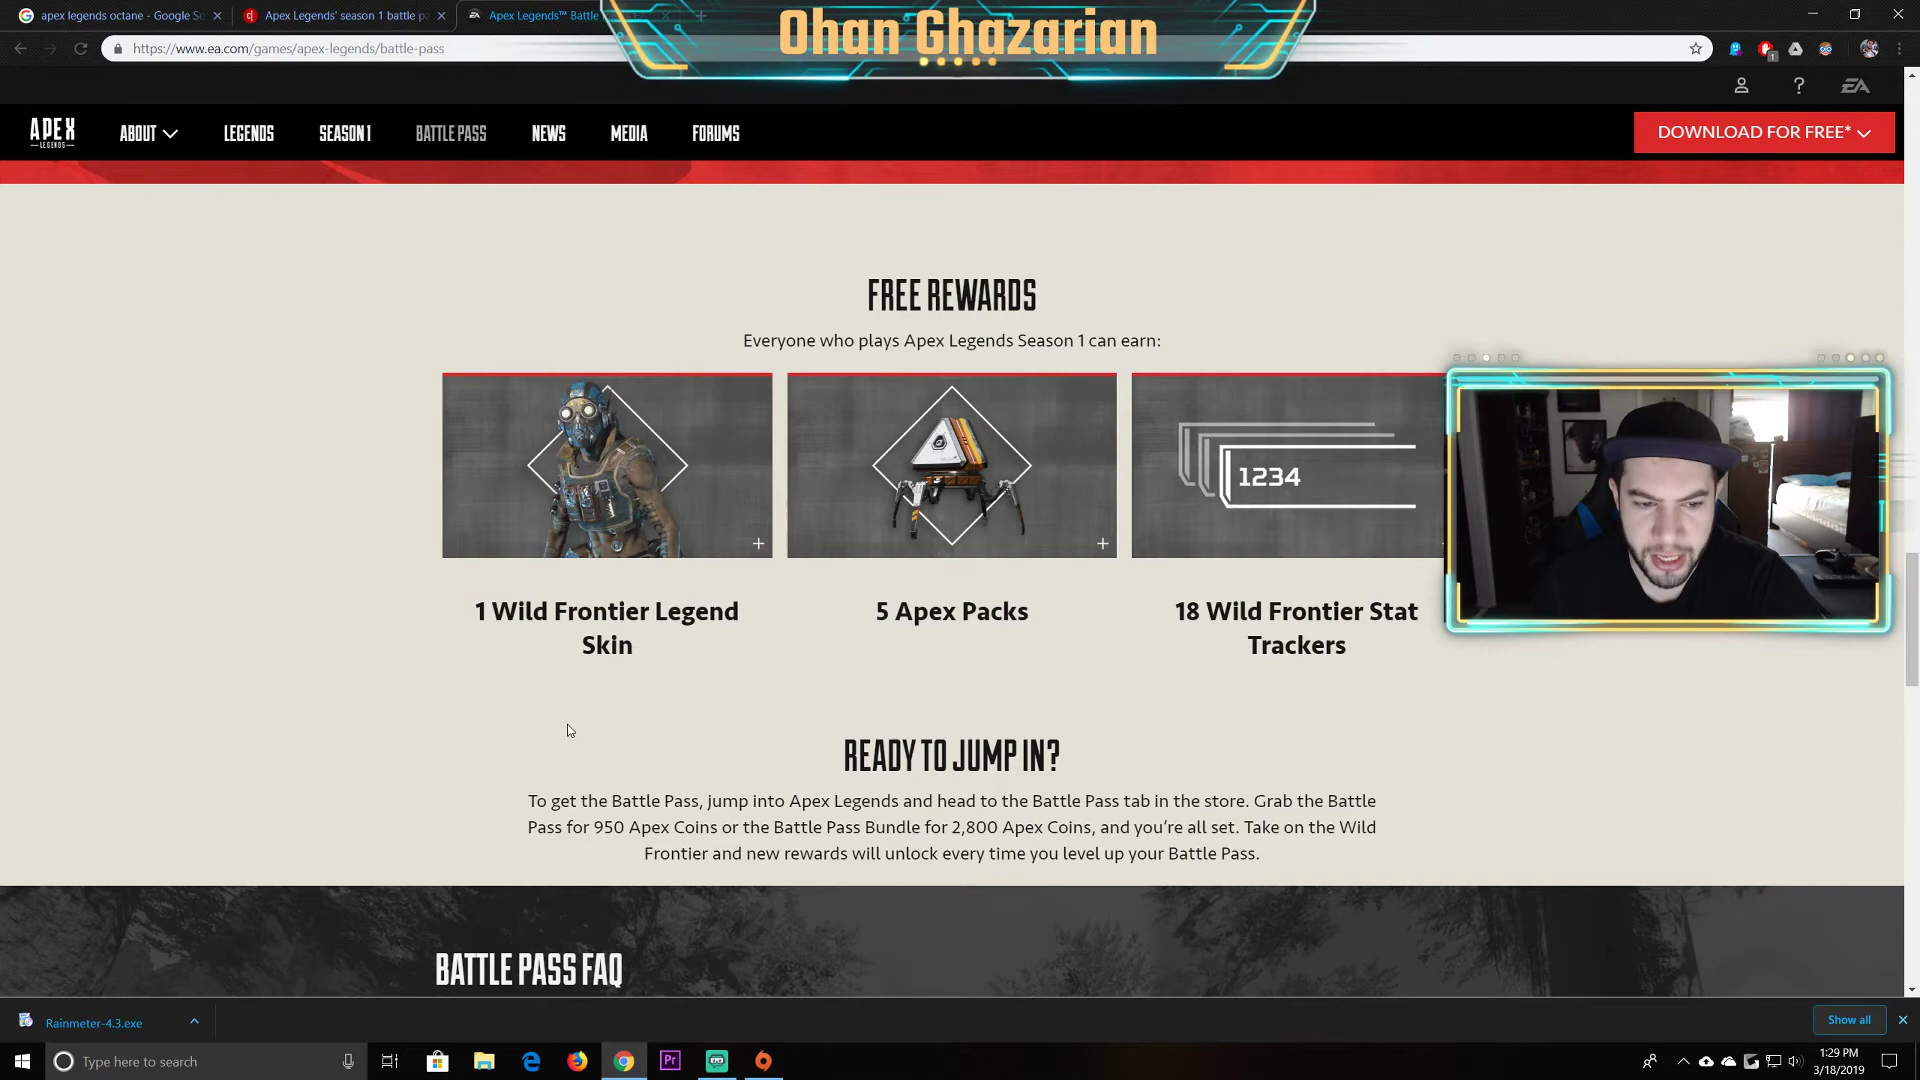 apex legends octane - Google Se
Apex Legends' season 1 battle pa
Apex Legends™ Battle
Ohan Ghazarian
https://www.ea.com/games/apex-legends/battle-pass
1
APEX
LEGENDS
ABOUT
LEGENDS
SEASON 1
BATTLE PASS
NEWS
MEDIA
FORUMS
DOWNLOAD FOR FREE*
?
EA
FREE REWARDS
Everyone who plays Apex Legends Season 1 can earn:
1234
1 Wild Frontier Legend
Skin
5 Apex Packs
18 Wild Frontier Stat
Trackers
READY TO JUMP IN?
To get the Battle Pass, jump into Apex Legends and head to the Battle Pass tab in the store. Grab the Battle
Pass for 950 Apex Coins or the Battle Pass Bundle for 2,800 Apex Coins, and you're all set. Take on the Wild
Frontier and new rewards will unlock every time you level up your Battle Pass.
BATTLE PASS FAQ
Rainmeter-4.3.exe
Show all
Type here to search
Pr
1:29 PM
3/18/2019